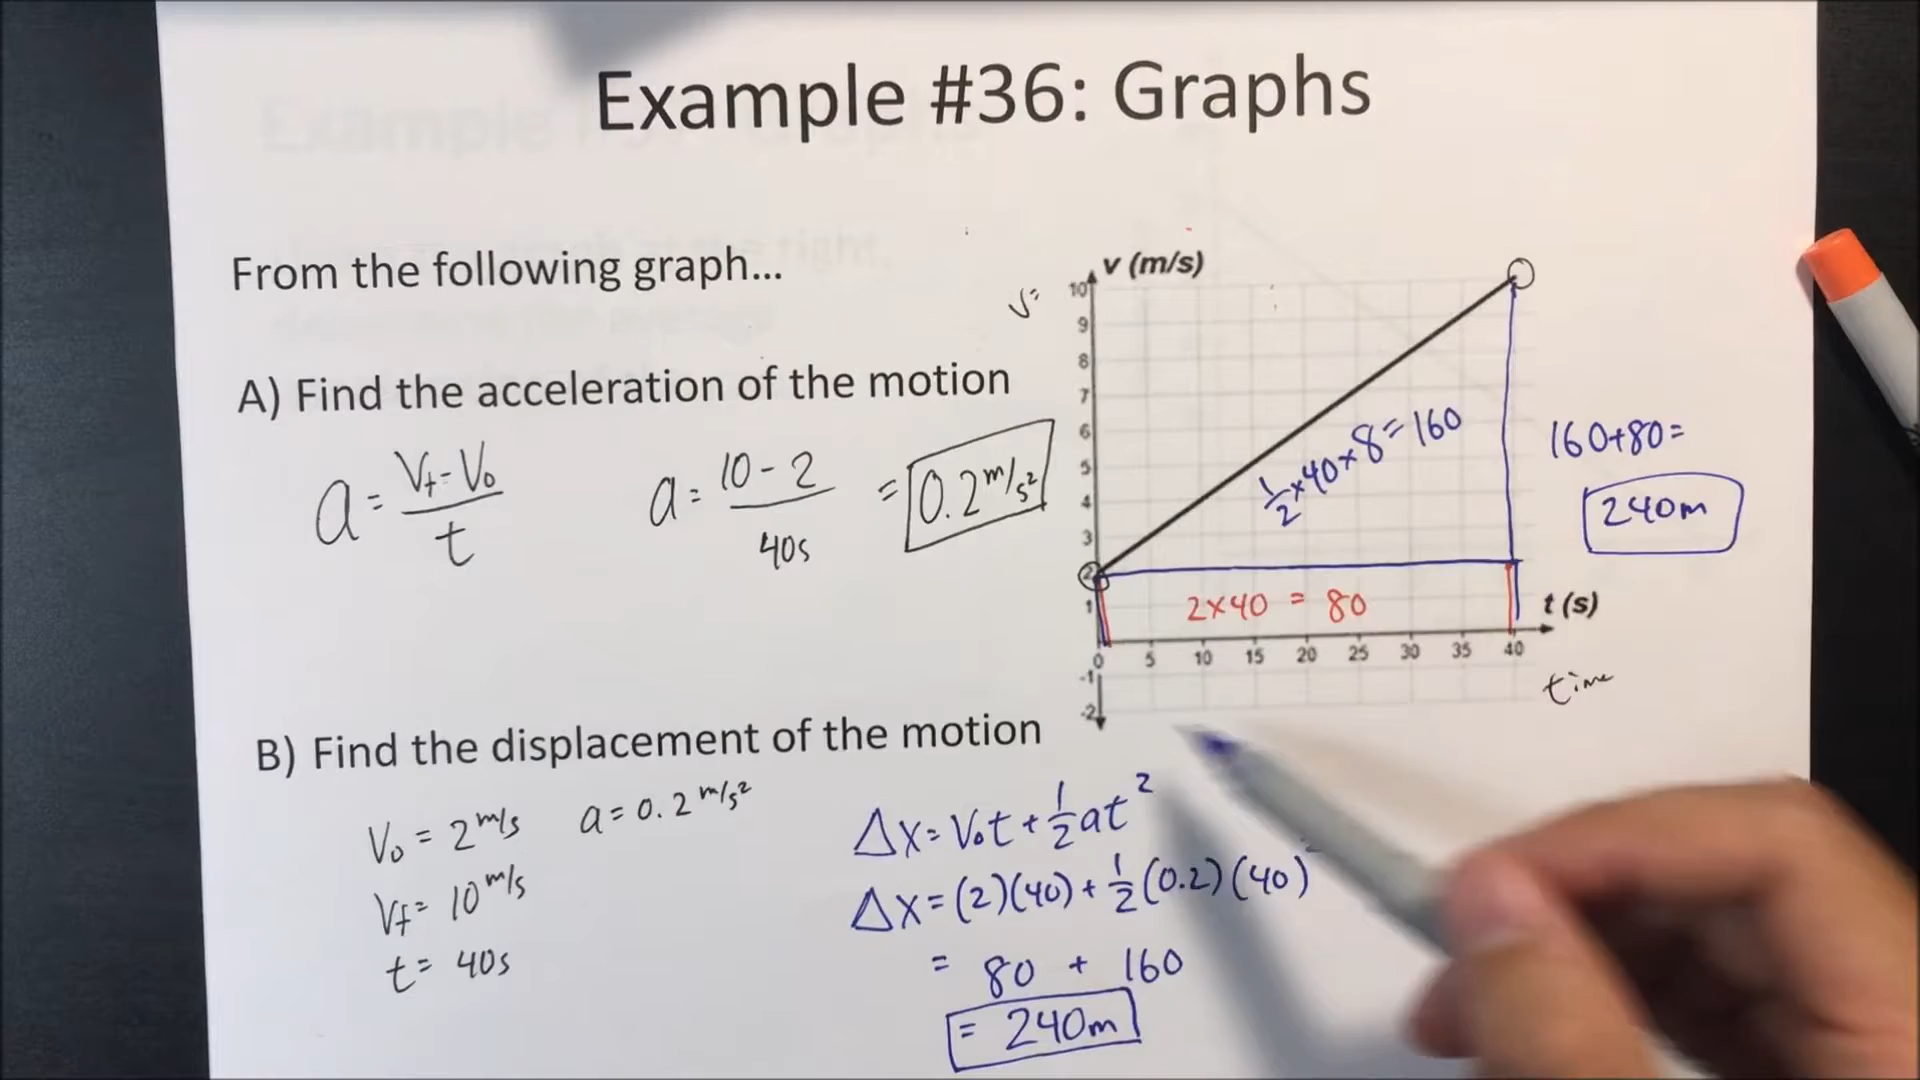 Example #36: Graphs
From the following graph...
A) Find the acceleration of the motion
a = (Vf - V₀)/t
a = (10 - 2)/40s = 0.2 m/s²
v (m/s)
v =
10
9
8
7
6
5
4
3
2
1
0 5 10 15 20 25 30 35 40
-1
-2
t (s)
time
1/2 × 40 × 8 = 160
2 x 40 = 80
160+80 =
240m
B) Find the displacement of the motion
V₀ = 2 m/s a = 0.2 m/s²
Vf = 10 m/s
t = 40s
Δx = V₀t + 1/2 at²
Δx = (2)(40) + 1/2 (0.2)(40)
= 80 + 160
= 240m